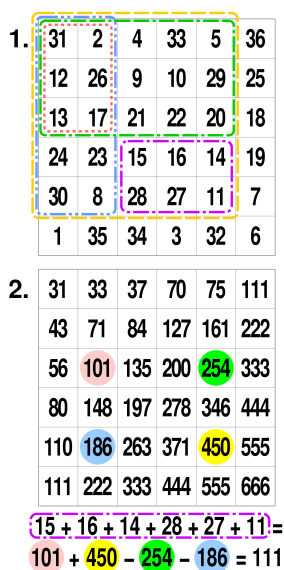 1.
31 2 4 33 5 36
12 26 9 10 29 25
13 17 21 22 20 18
24 23 15 16 14 19
30 8 28 27 11 7
1 35 34 3 32 6
2.
31 33 37 70 75 111
43 71 84 127 161 222
56 101 135 200 254 333
80 148 197 278 346 444
110 186 263 371 450 555
111 222 333 444 555 666
15 + 16 + 14 + 28 + 27 + 11 =
101 + 450 − 254 − 186 = 111